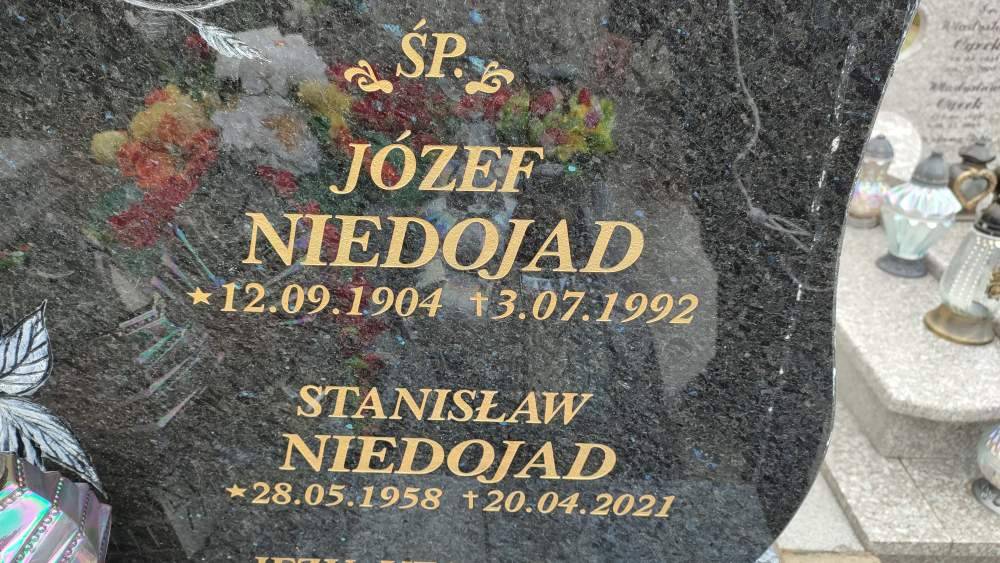 ŚP.
JÓZEF
NIEDOJAD
★12.09.1904 †3.07.1992
STANISŁAW
NIEDOJAD
★28.05.1958 †20.04.2021